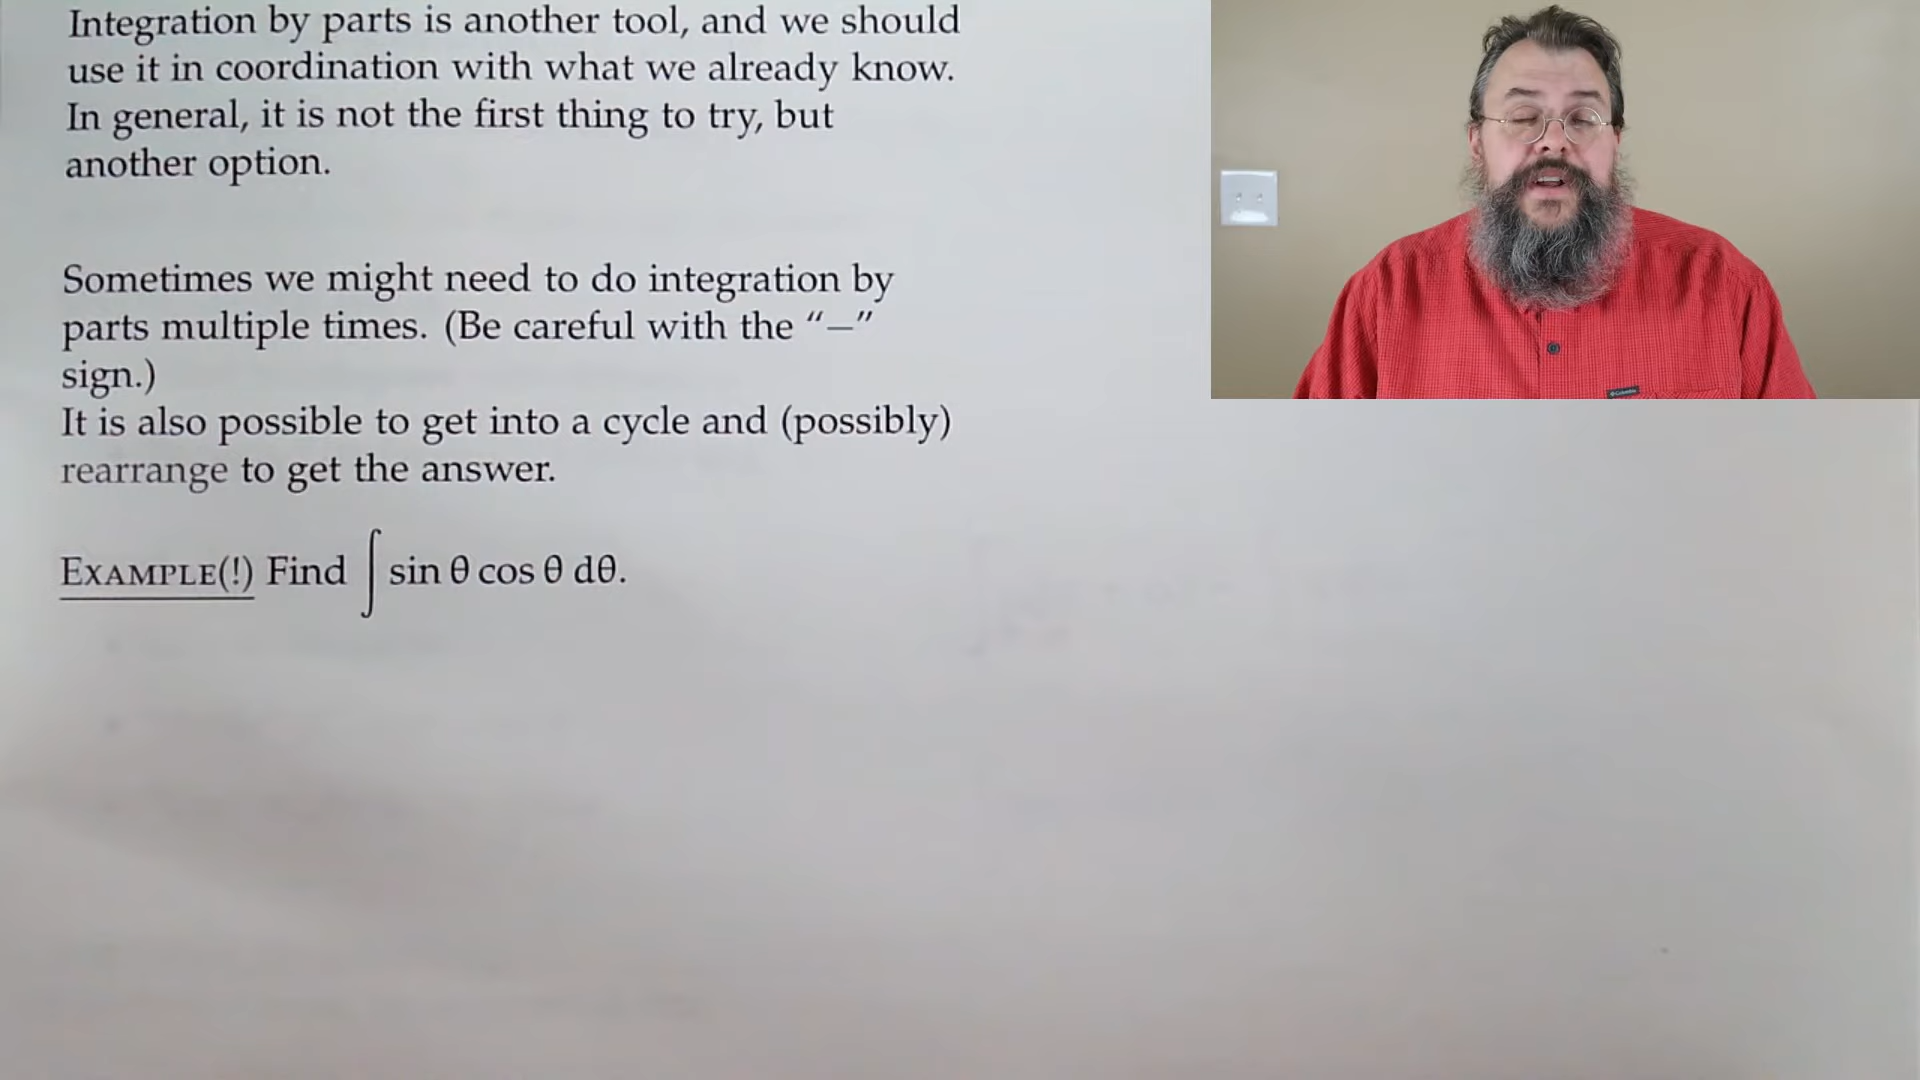 Integration by parts is another tool, and we should
use it in coordination with what we already know.
In general, it is not the first thing to try, but
another option.
Sometimes we might need to do integration by
parts multiple times. (Be careful with the “−”
sign.)
It is also possible to get into a cycle and (possibly)
rearrange to get the answer.
EXAMPLE(!) Find ∫ sin θ cos θ dθ.